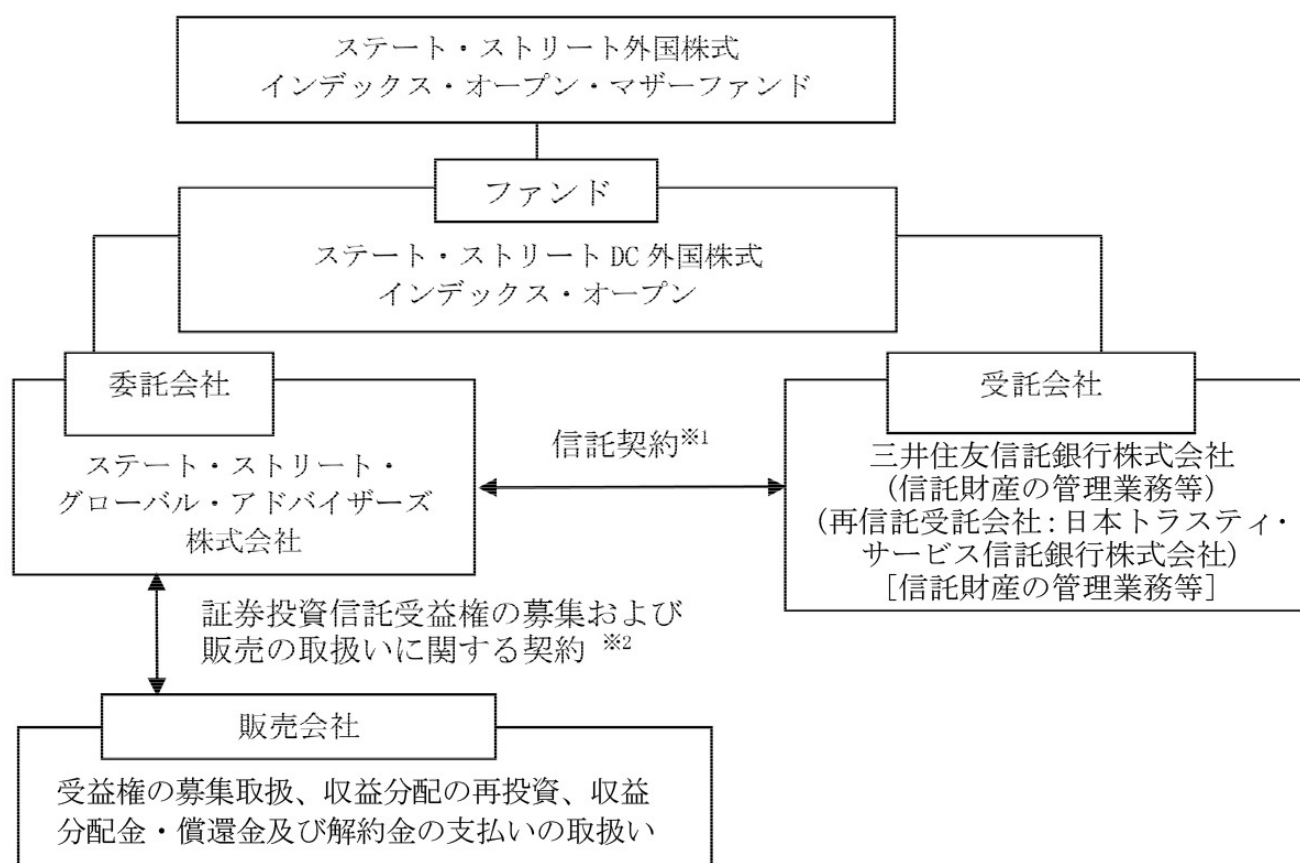 ステート・ストリート外国株式
インデックス・オープン・マザーファンド
ファンド
ステート・ストリート DC 外国株式
インデックス・オープン
委託会社
ステート・ストリート・
グローバル・アドバイザーズ
株式会社
信託契約※1
受託会社
三井住友信託銀行株式会社
(信託財産の管理業務等)
(再信託受託会社:日本トラスティ・
サービス信託銀行株式会社)
[信託財産の管理業務等]
証券投資信託受益権の募集および
販売の取扱いに関する契約 ※2
販売会社
受益権の募集取扱、収益分配の再投資、収益
分配金・償還金及び解約金の支払いの取扱い